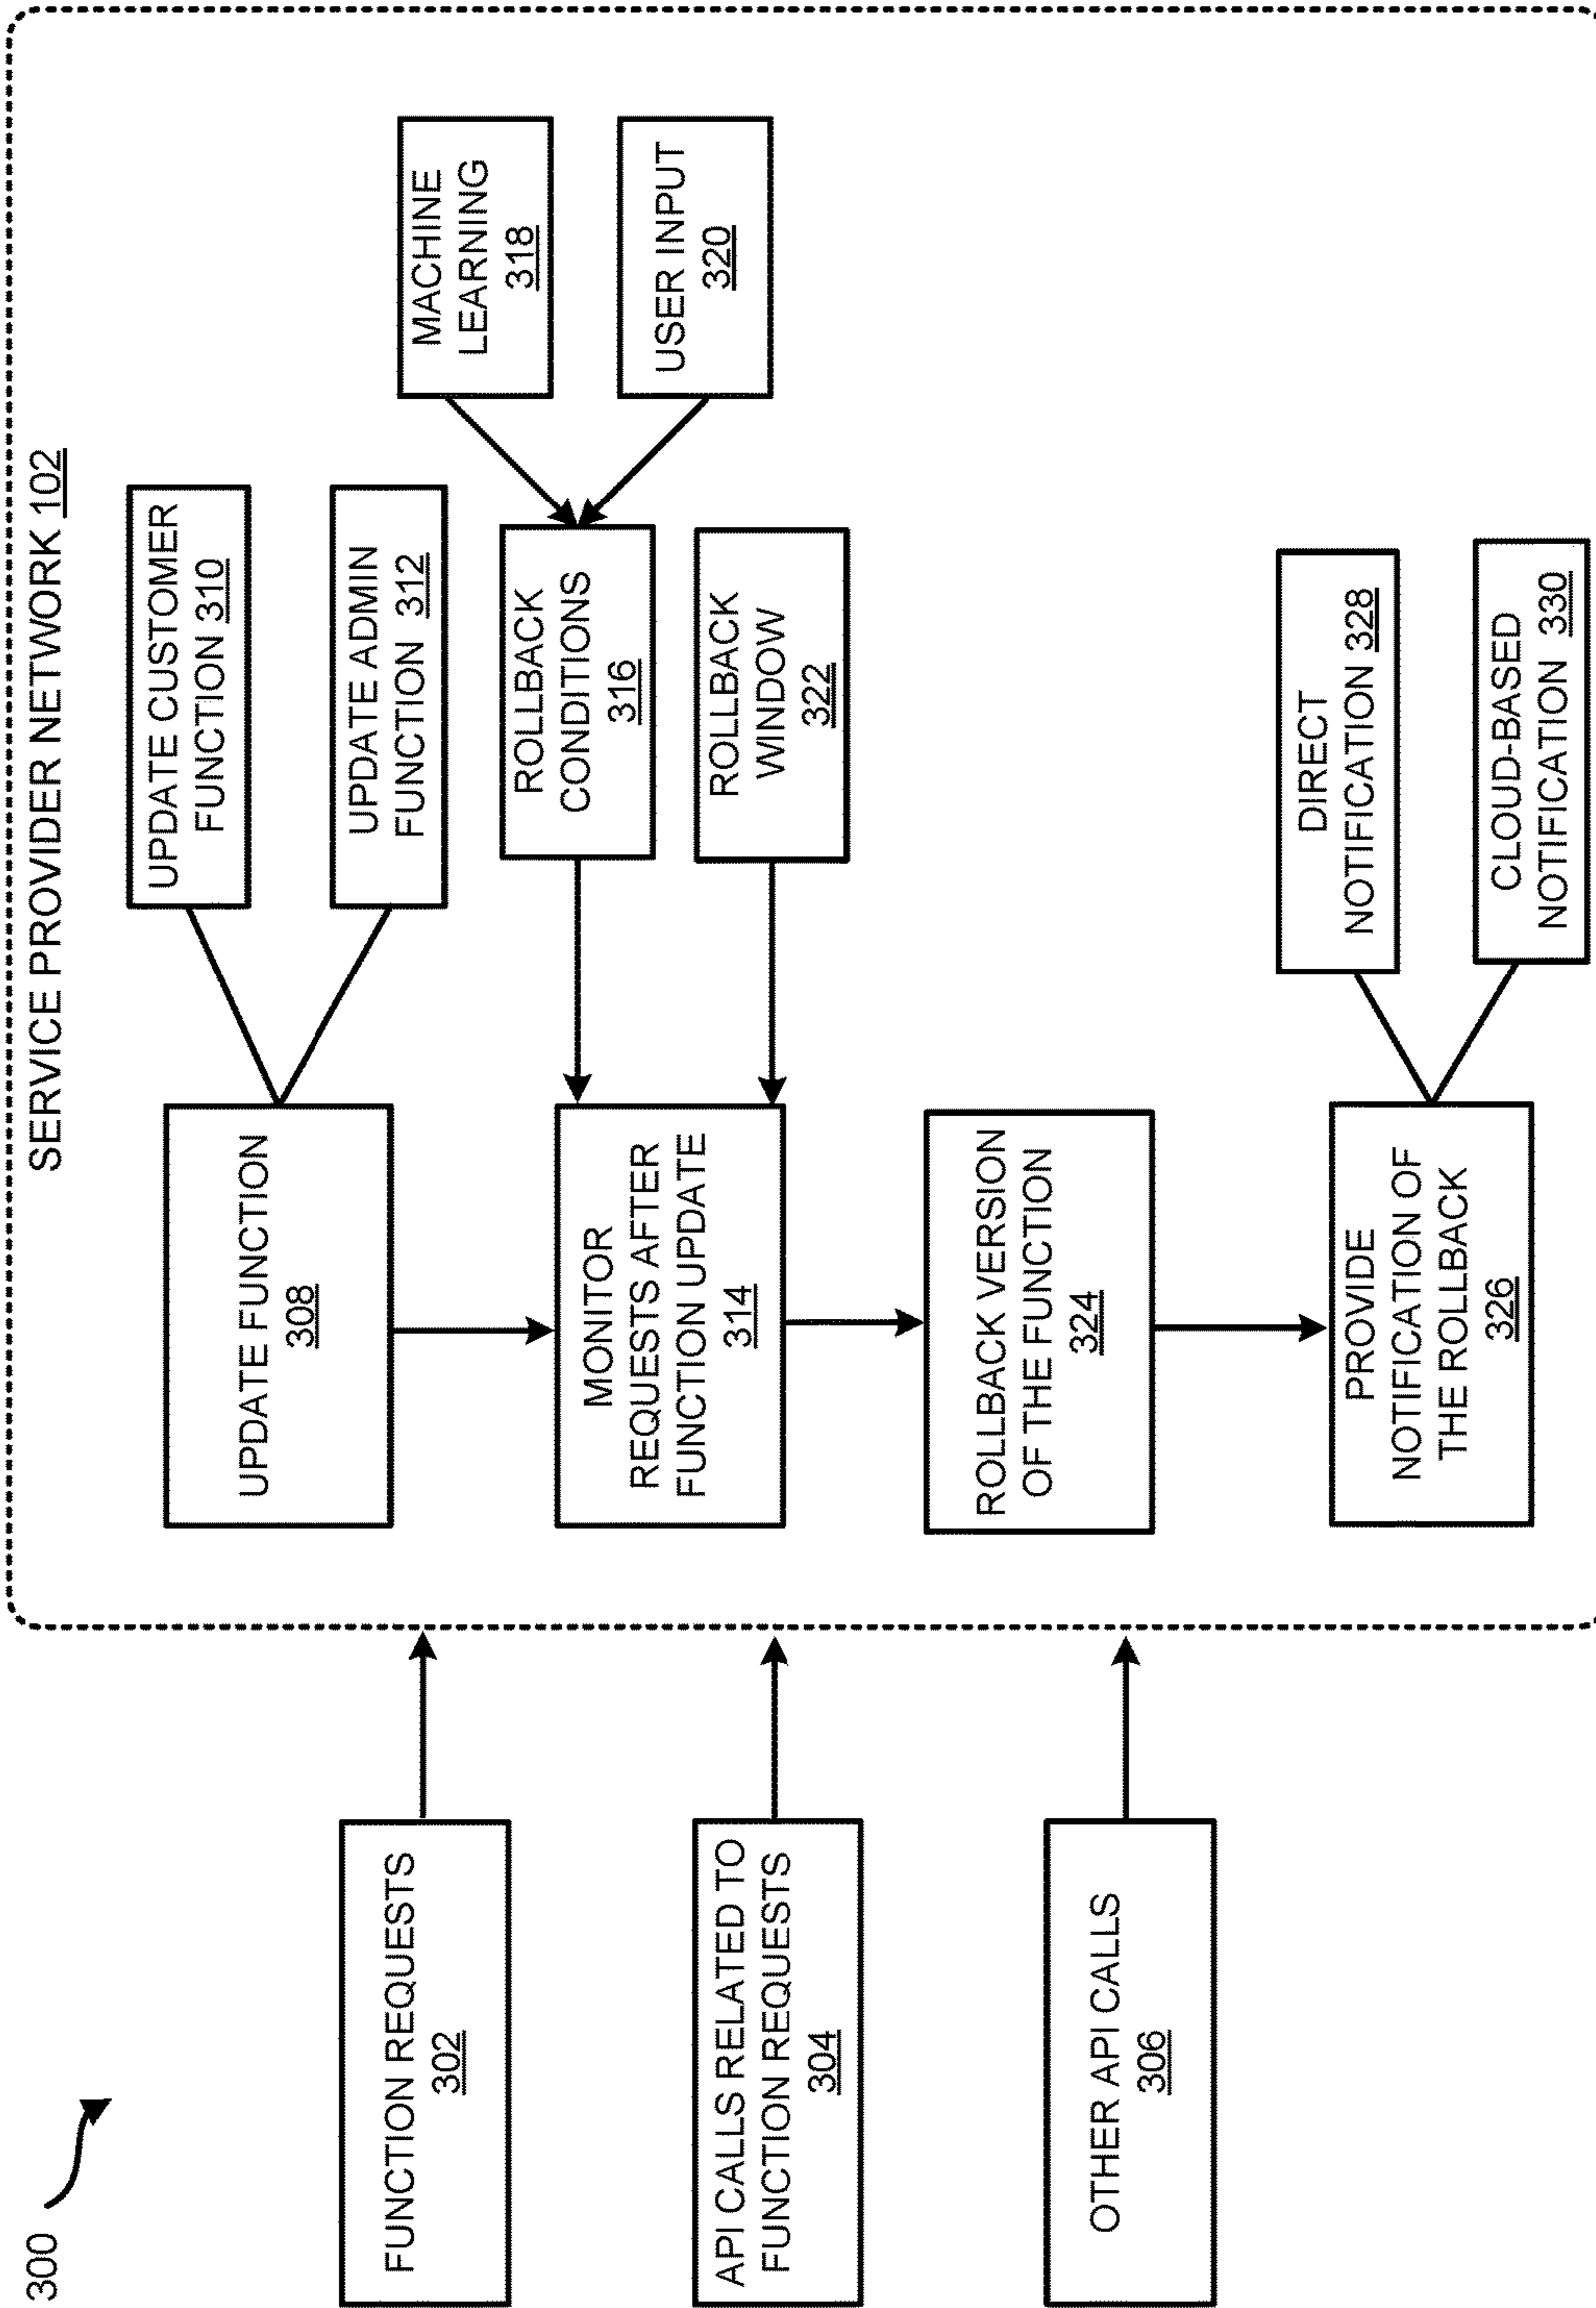 300
FUNCTION REQUESTS
302
API CALLS RELATED TO
FUNCTION REQUESTS
304
OTHER API CALLS
306
SERVICE PROVIDER NETWORK 102
UPDATE FUNCTION
308
UPDATE CUSTOMER
FUNCTION 310
UPDATE ADMIN
FUNCTION 312
MONITOR
REQUESTS AFTER
FUNCTION UPDATE
314
ROLLBACK
CONDITIONS
316
MACHINE
LEARNING
318
USER INPUT
320
ROLLBACK
WINDOW
322
ROLLBACK VERSION
OF THE FUNCTION
324
PROVIDE
NOTIFICATION OF
THE ROLLBACK
326
DIRECT
NOTIFICATION 328
CLOUD-BASED
NOTIFICATION 330